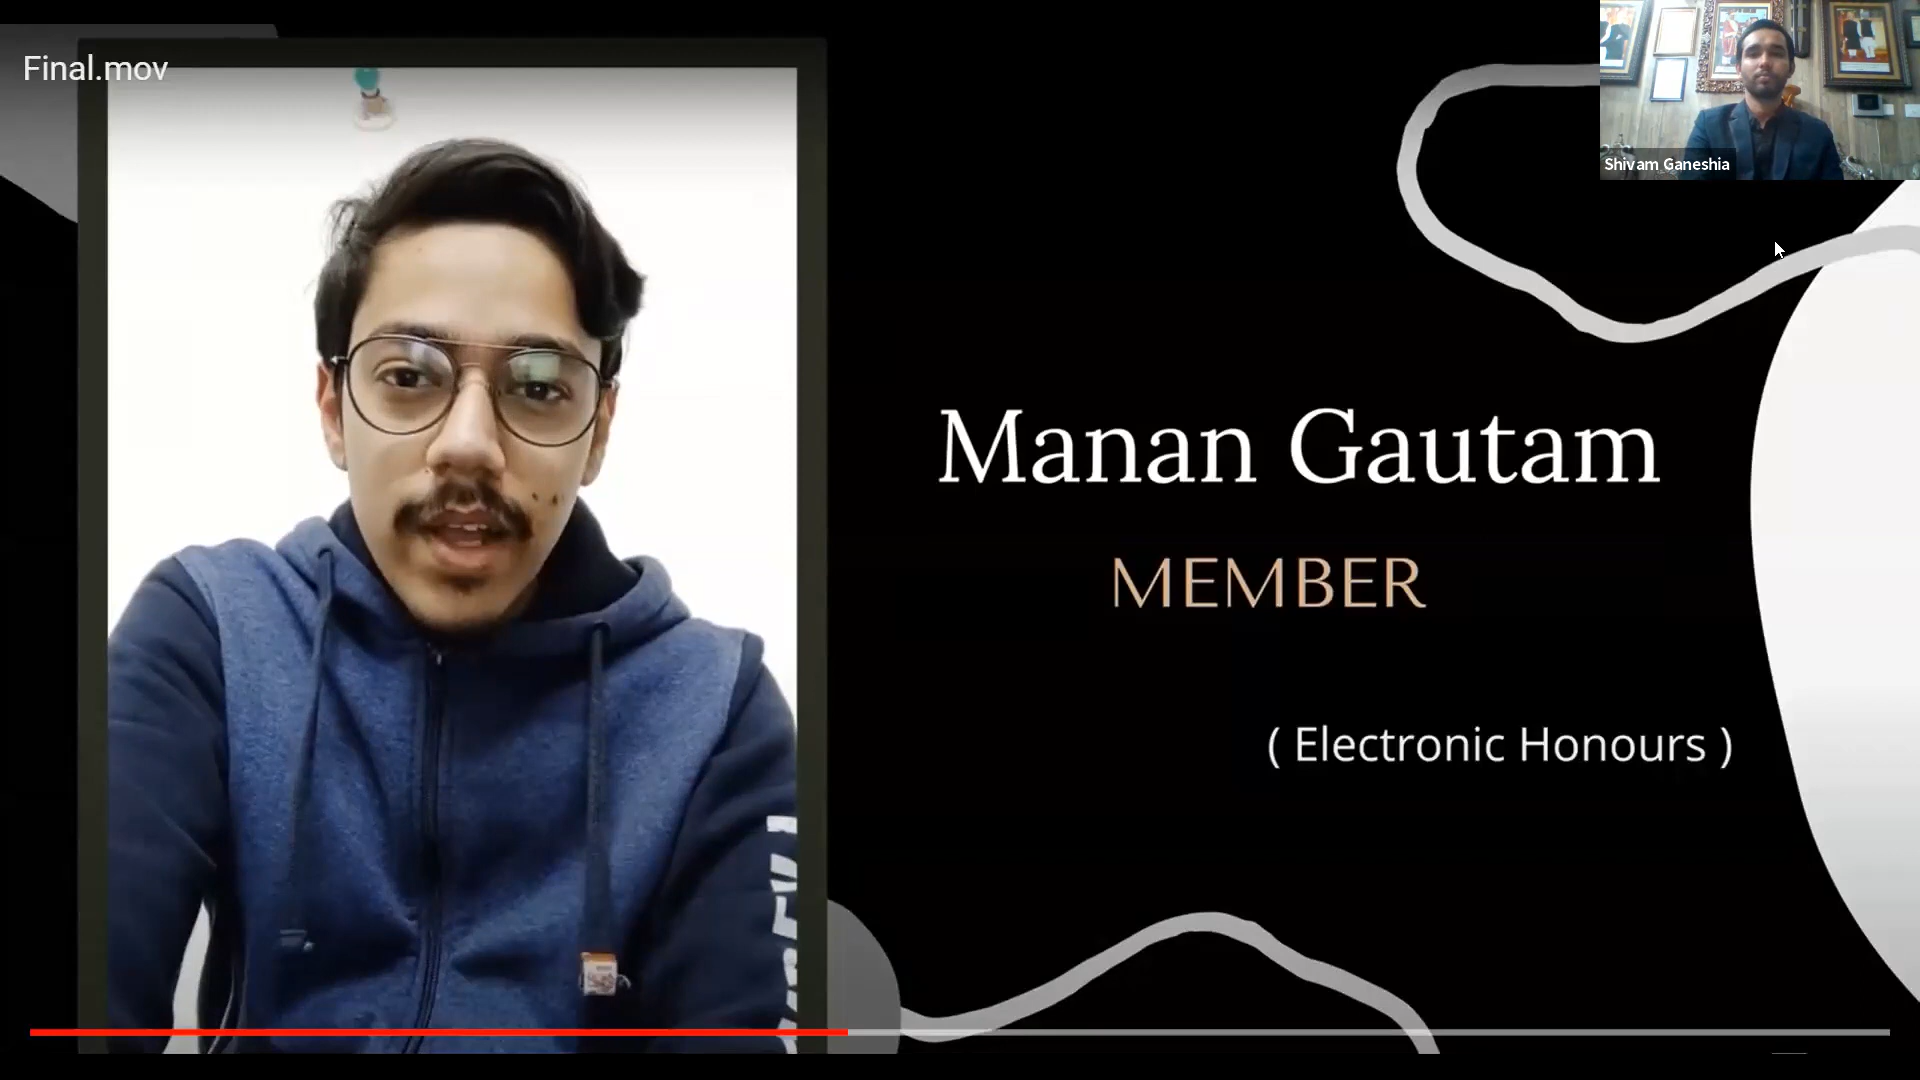 Final.mov
Shivam Ganeshia
Manan Gautam
MEMBER
( Electronic Honours )